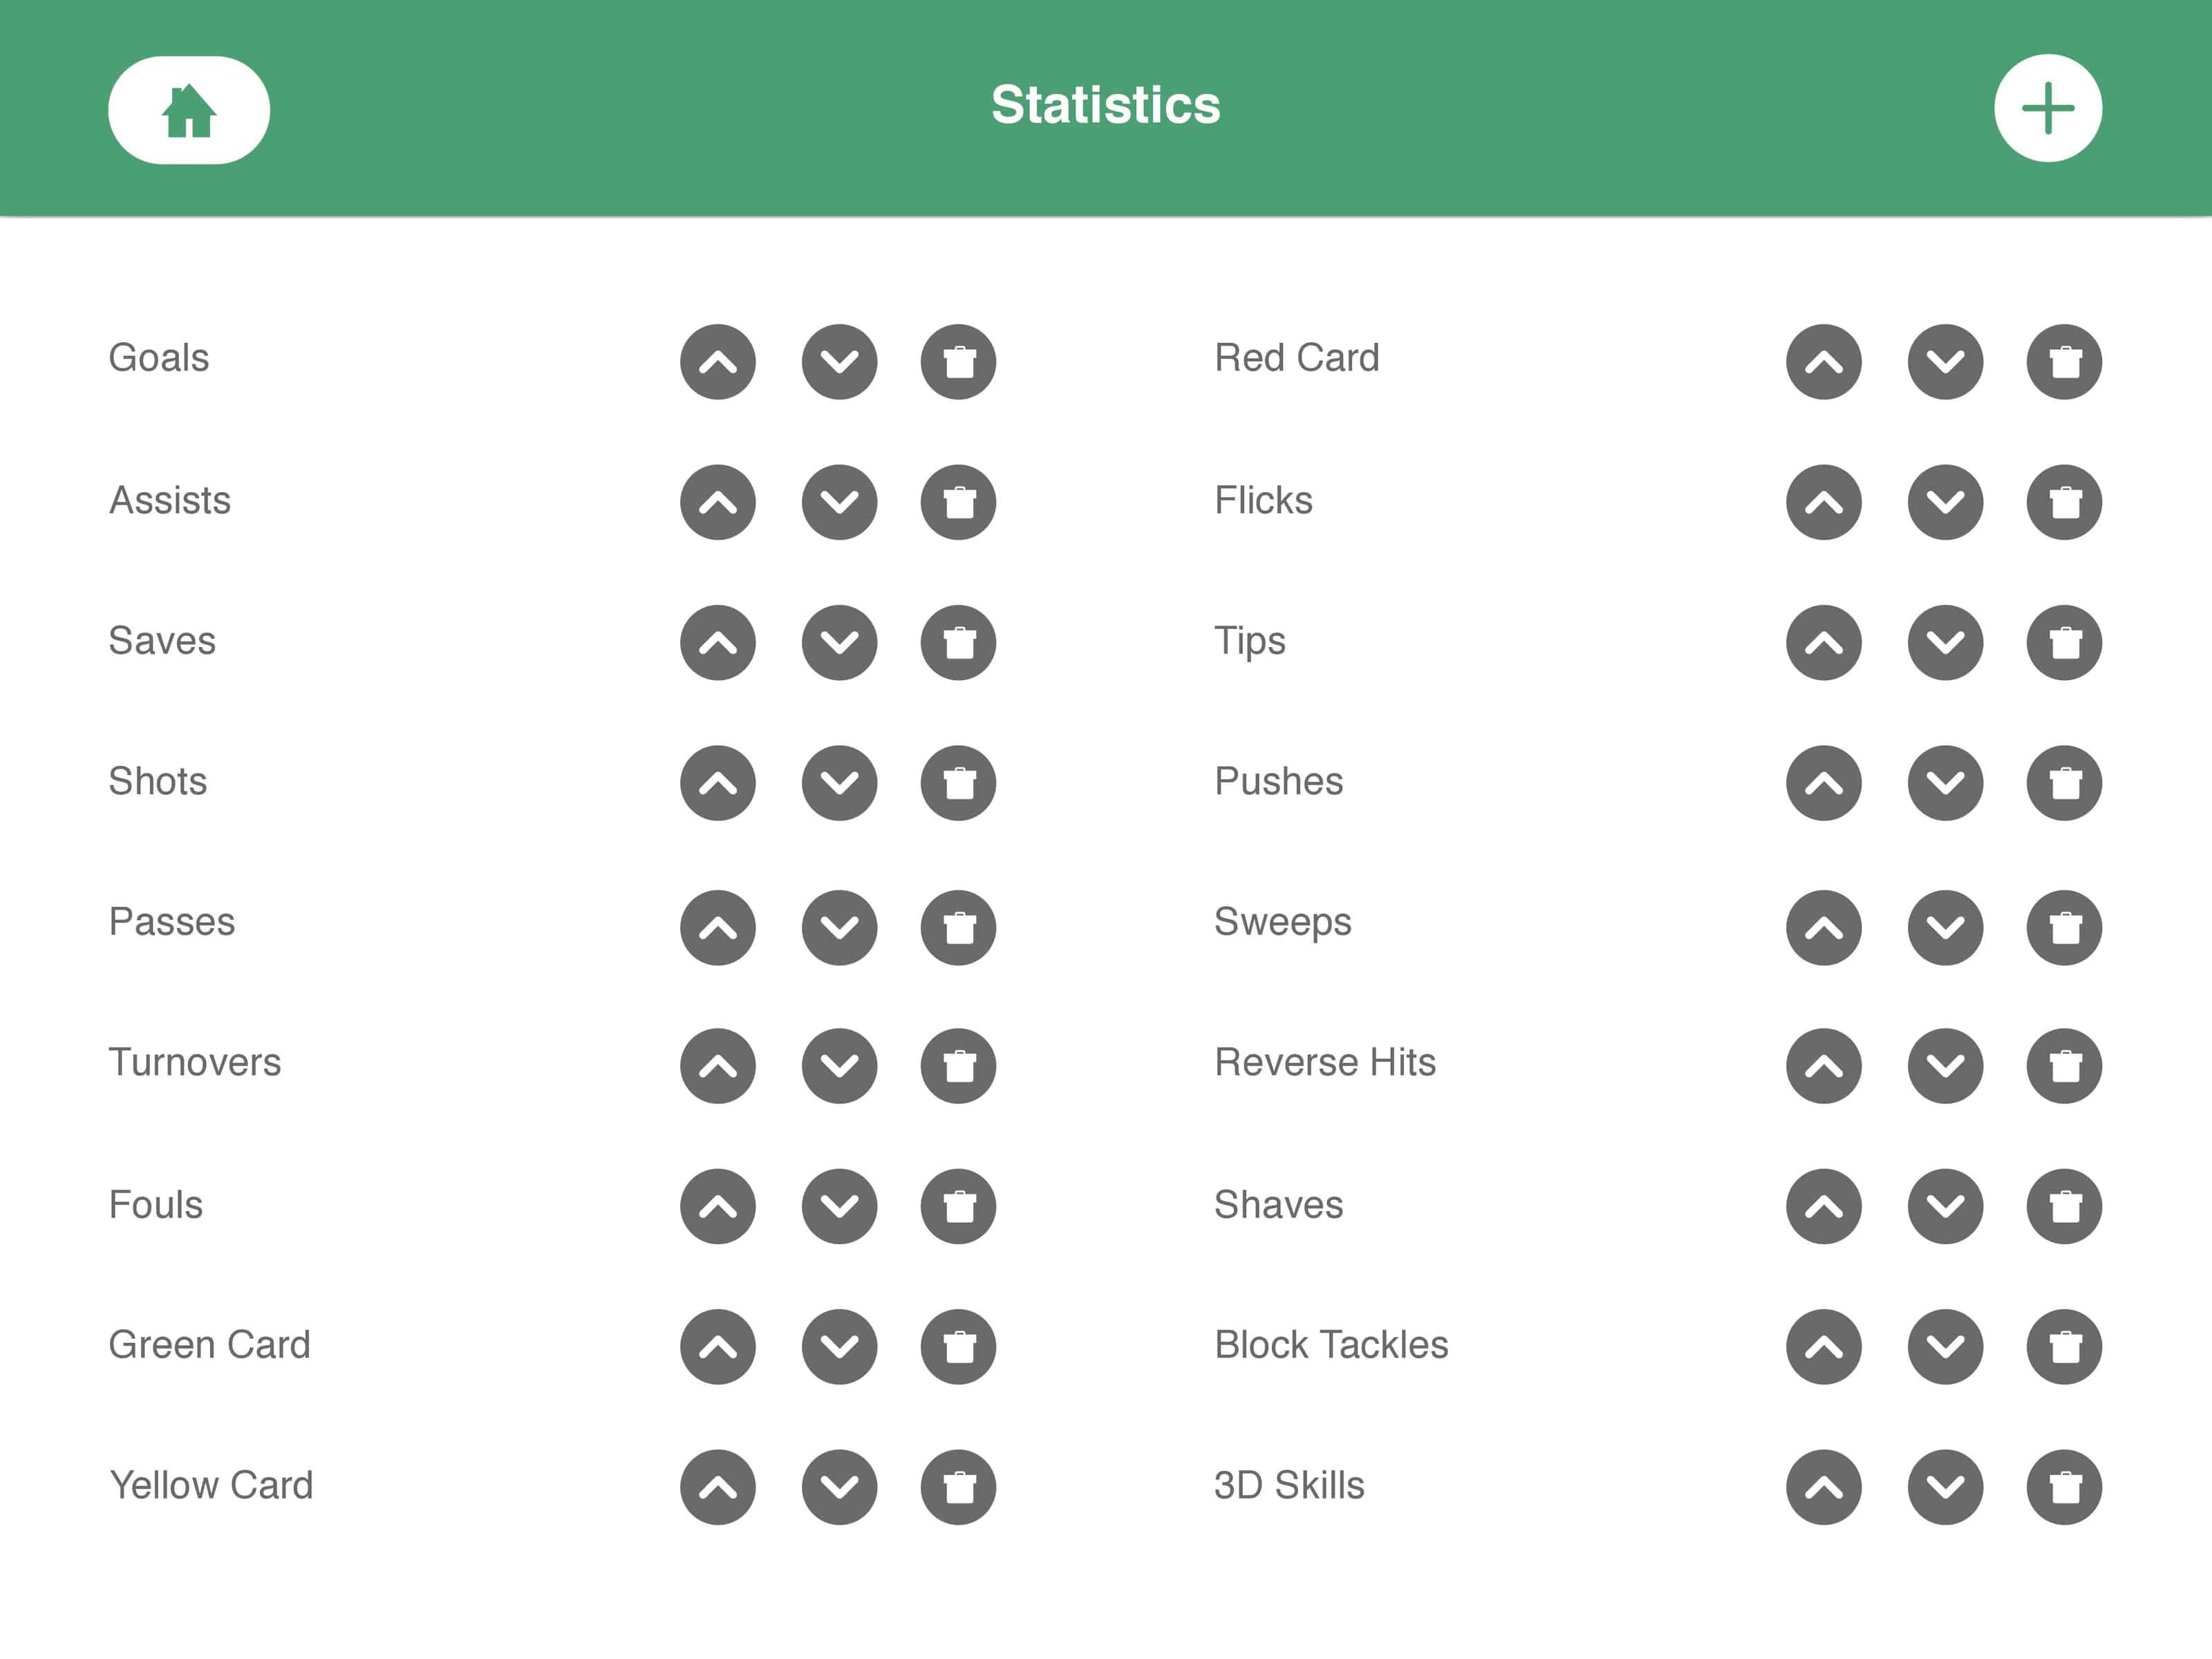 Statistics
Goals
Assists
Saves
Shots
Passes
Turnovers
Fouls
Green Card
Yellow Card
Red Card
Flicks
Tips
Pushes
Sweeps
Reverse Hits
Shaves
Block Tackles
3D Skills